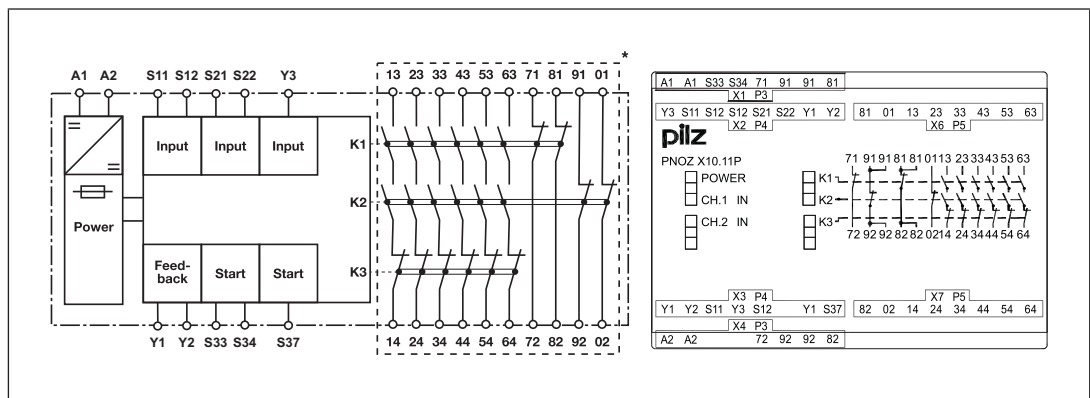 A1 A2 S11 S12 S21 S22 Y3 13 23 33 43 53 63 71 81 91 01 *
=
=
Input Input Input
Power
Feed-
back Start Start
K1
K2
K3
Y1 Y2 S33 S34 S37 14 24 34 44 54 64 72 82 92 02
A1 A1 S33 S34 71 91 91 81
X1 P3
Y3 S11 S12 S12 S21 S22 Y1 Y2 81 01 13 23 33 43 53 63
X2 P4 X6 P5
pilz
PNOZ X10.11P
POWER
CH.1 IN
CH.2 IN
71 91 91 81 81 01 13 23 33 43 53 63
K1
K2
K3
72 92 92 82 82 02 14 24 34 44 54 64
X3 P4 X7 P5
Y1 Y2 S11 Y3 S12 Y1 S37 82 02 14 24 34 44 54 64
X4 P3
A2 A2 72 92 92 82